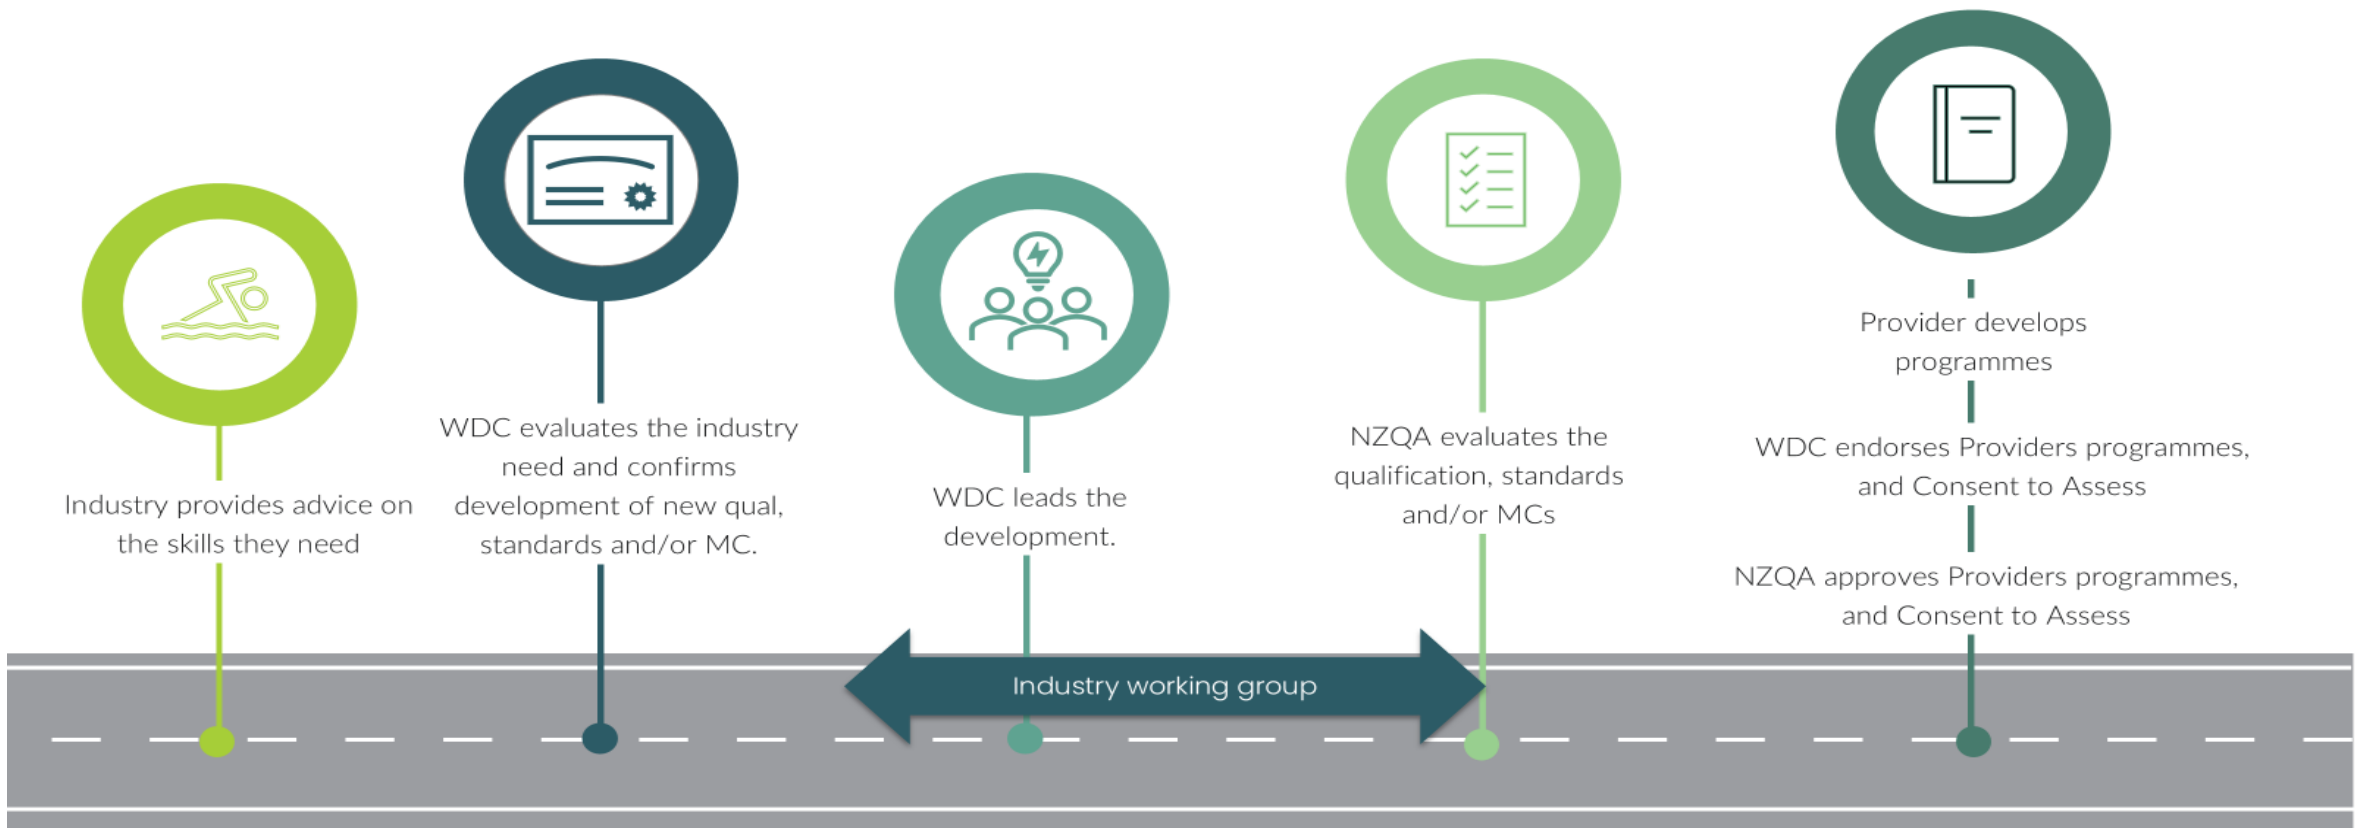 Industry provides advice on
the skills they need
WDC evaluates the industry
need and confirms
development of new qual,
standards and/or MC.
WDC leads the
development.
NZQA evaluates the
qualification, standards
and/or MCs
Provider develops
programmes
WDC endorses Providers programmes,
and Consent to Assess
NZQA approves Providers programmes,
and Consent to Assess
Industry working group